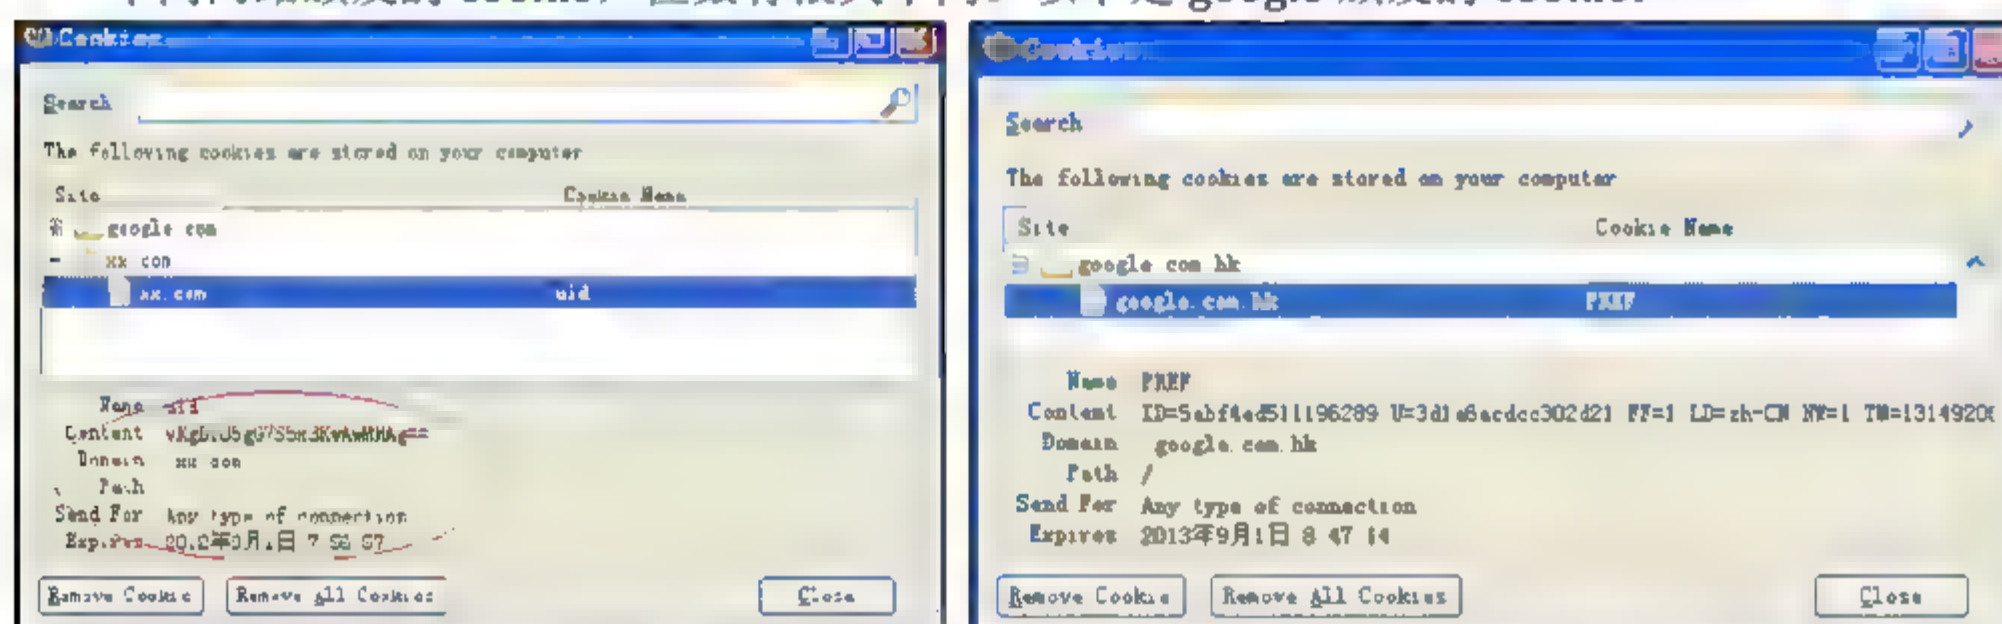 Cookies
Search
The following cookies are stored on your computer
Site Cookie Name
google com
xx com
xx.com uid
Name uid
Content
Domain xx com
Path
Send For Any type of connection
Expires
Remove Cookie Remove All Cookies Close
Cookies
Search
The following cookies are stored on your computer
Site Cookie Name
google com hk
google.com.hk PREF
Name PREF
Content ID=5abf4ed511196289 U=3d1a6acdcc302d21 FF=1 LD=zh-CN NW=1 TM=1314920
Domain google.com.hk
Path /
Send For Any type of connection
Expires 2013年9月1日 8 47 14
Remove Cookie Remove All Cookies Close